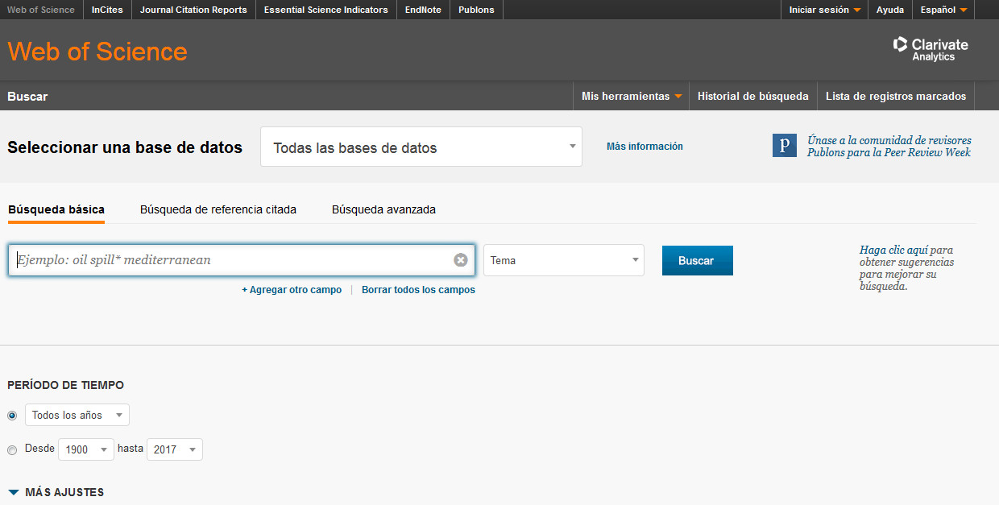 Web of Science InCites Journal Citation Reports Essential Science Indicators EndNote Publons Iniciar sesión Ayuda Español
Web of Science
Clarivate
Analytics
Buscar Mis herramientas Historial de búsqueda Lista de registros marcados
Seleccionar una base de datos Todas las bases de datos Más información
P
Únase a la comunidad de revisores
Publons para la Peer Review Week
Búsqueda básica Búsqueda de referencia citada Búsqueda avanzada
Ejemplo: oil spill* mediterranean Tema Buscar
Haga clic aquí para
obtener sugerencias
para mejorar su
búsqueda.
+ Agregar otro campo | Borrar todos los campos
PERÍODO DE TIEMPO
Todos los años
Desde 1900 hasta 2017
MÁS AJUSTES